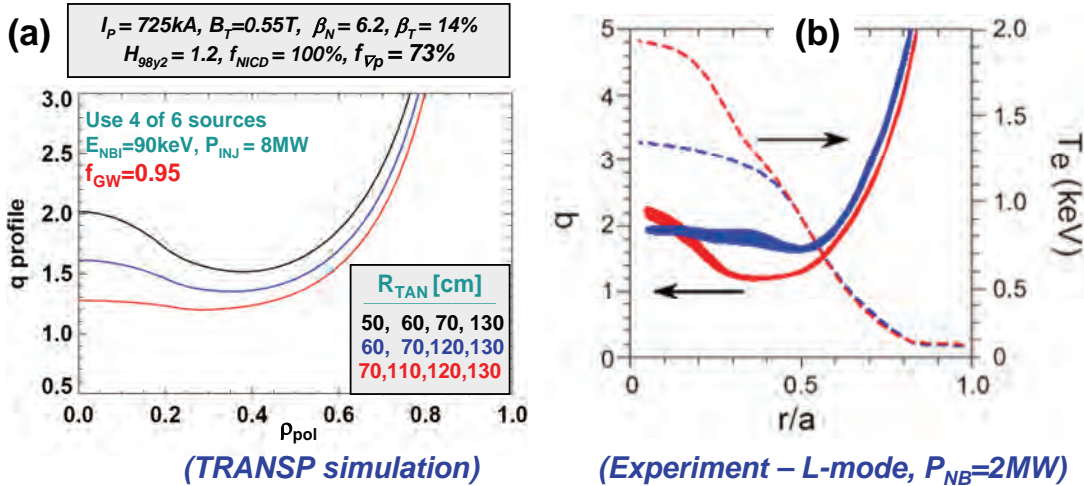 (a)
I_P = 725kA, B_T=0.55T, β_N = 6.2, β_T = 14%
H_98y2 = 1.2, f_NICD = 100%, f_∇p = 73%
3.0
2.5
2.0
1.5
1.0
0.5
q profile
Use 4 of 6 sources
E_NBI=90keV, P_INJ = 8MW
f_GW=0.95
R_TAN [cm]
50, 60, 70, 130
60, 70,120,130
70,110,120,130
0.0 0.2 0.4 0.6 0.8 1.0
ρ_pol
(TRANSP simulation)
(b)
5
4
3
2
1
0
q
2.0
1.5
1.0
0.5
0
T_e (keV)
0 0.5 1.0
r/a
(Experiment – L-mode, P_NB=2MW)